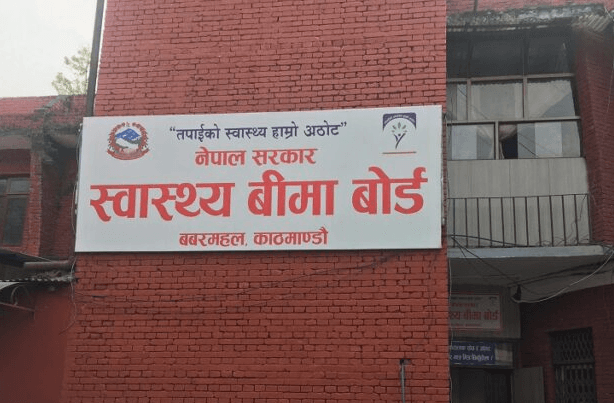 “तपाईको स्वास्थ्य हाम्रो अठोट”
नेपाल सरकार
स्वास्थ्य बीमा बोर्ड
बबरमहल, काठमाण्डौ
स्वास्थ्य बीमा बोर्ड